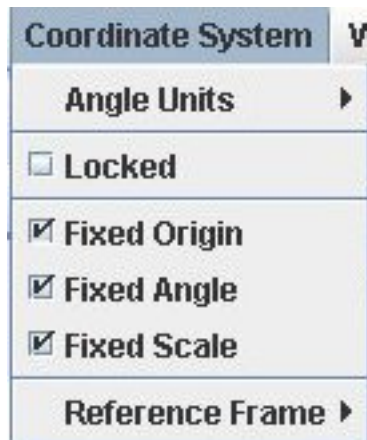 Coordinate System
Angle Units
Locked
Fixed Origin
Fixed Angle
Fixed Scale
Reference Frame